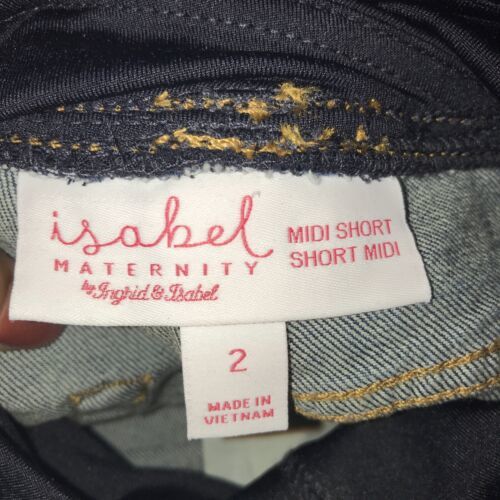 isabel
MATERNITY
by Ingrid & Isabel
MIDI SHORT
SHORT MIDI
2
MADE IN
VIETNAM